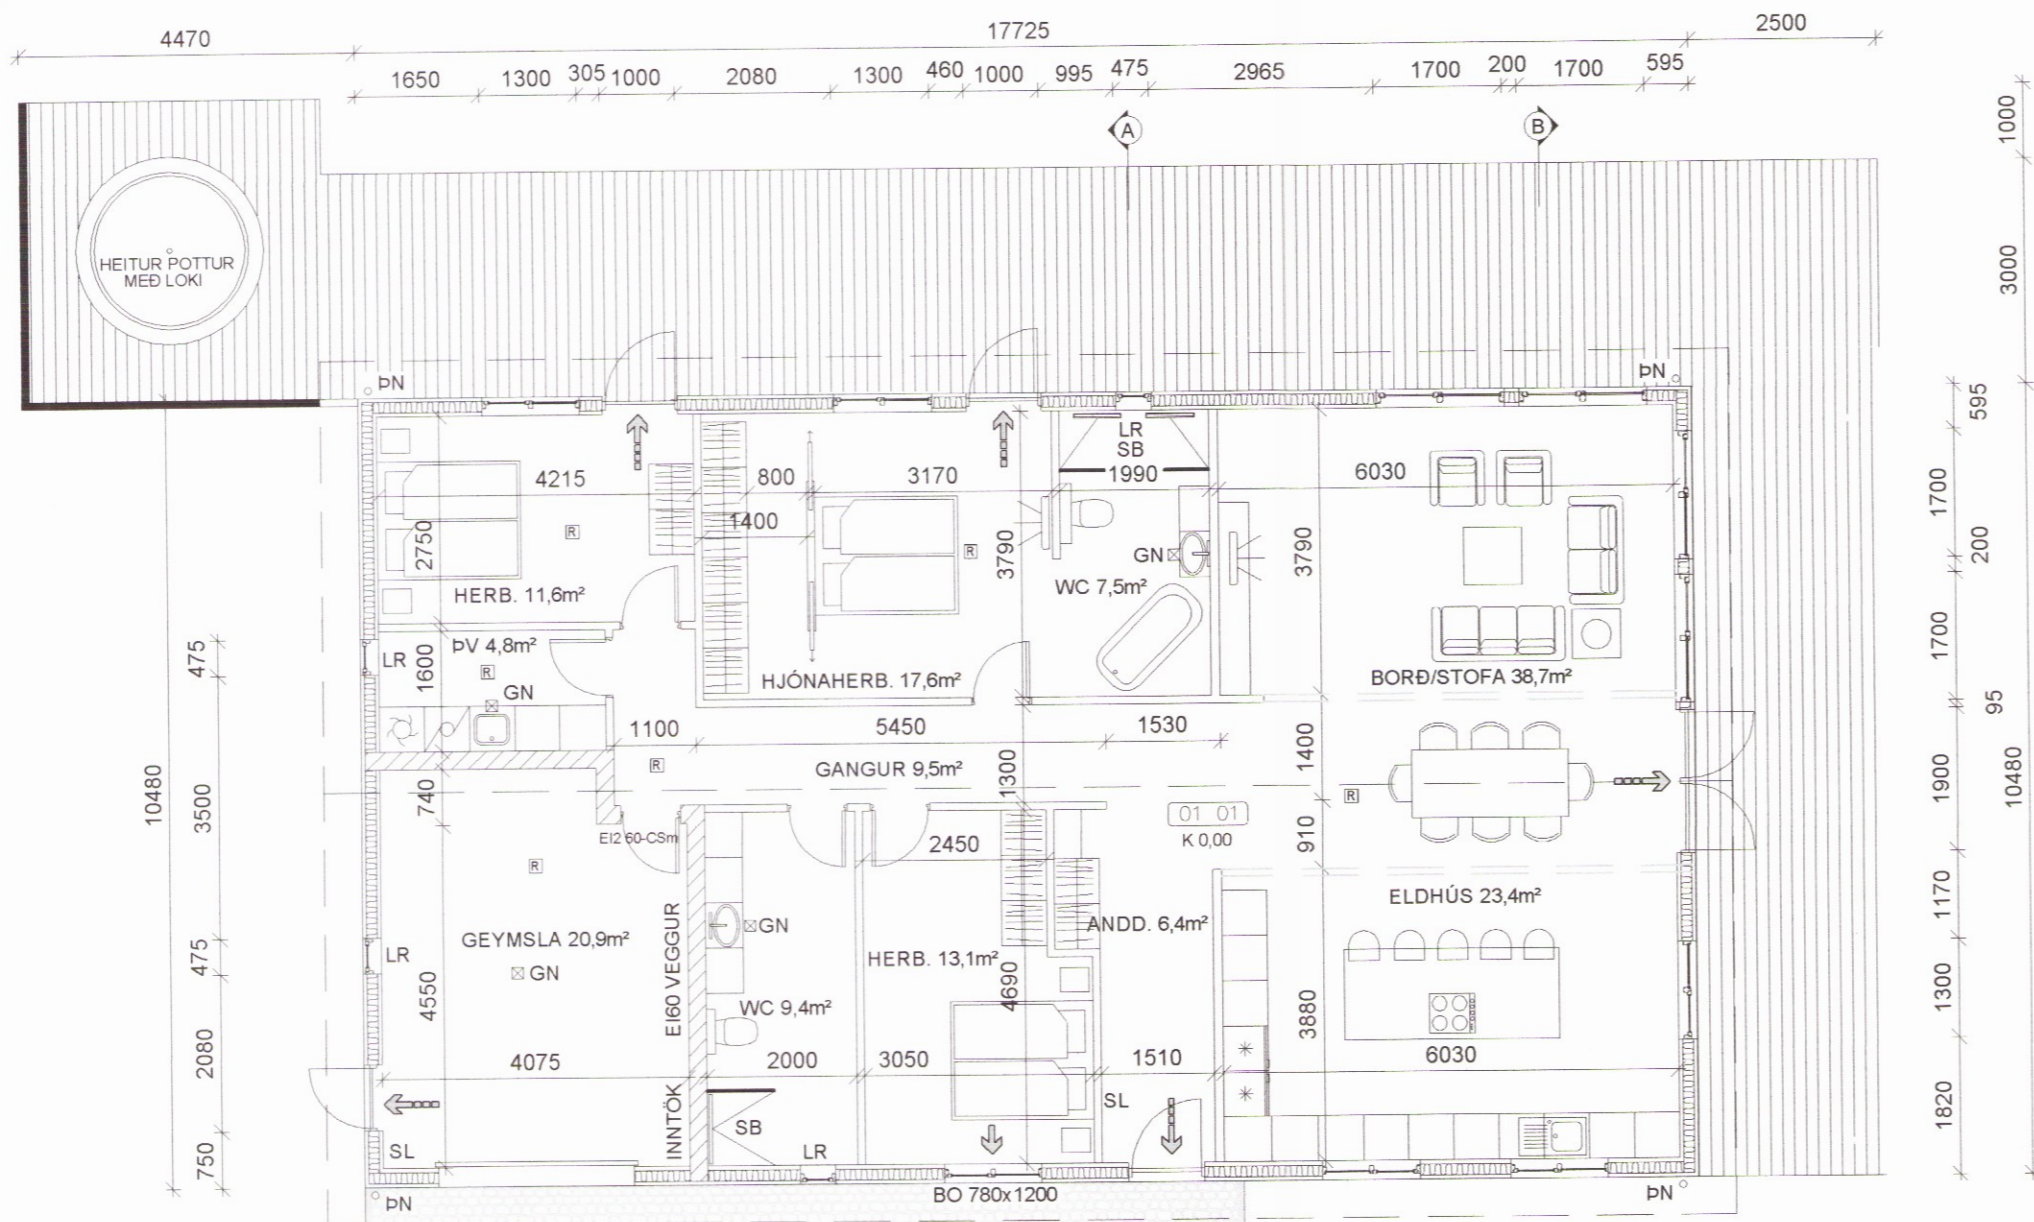 4470 17725 2500
1650 1300 305 1000 2080 1300 460 1000 995 475 2965 1700 200 1700 595
A B
1000
3000
HEITUR POTTUR
MEÐ LOKI
ÞN ÞN
595
LR
SB
4215 800 3170 1990 6030
1400
1700
2750 R R 3790 GN 3790 200
HERB. 11,6m² WC 7,5m²
475 LR ÞV 4,8m² 1600 R GN
HJÓNAHERB. 17,6m² BORÐ/STOFA 38,7m² 1700
95
1100 5450 1530
R GANGUR 9,5m² 1300 1400 R 1900
10480 3500 740 10480
EI2 60-CSm 2450 01 01
K 0,00 910
R
ELDHÚS 23,4m² 1170
475 LR GEYMSLA 20,9m² GN
EI60 VEGGUR
GN HERB. 13,1m² ANDD. 6,4m²
4550 WC 9,4m² 4690 3880 1300
2080 4075 2000 3050 1510 6030
INNTÖK SL 1820
SB
750 SL LR
BO 780x1200
ÞN ÞN